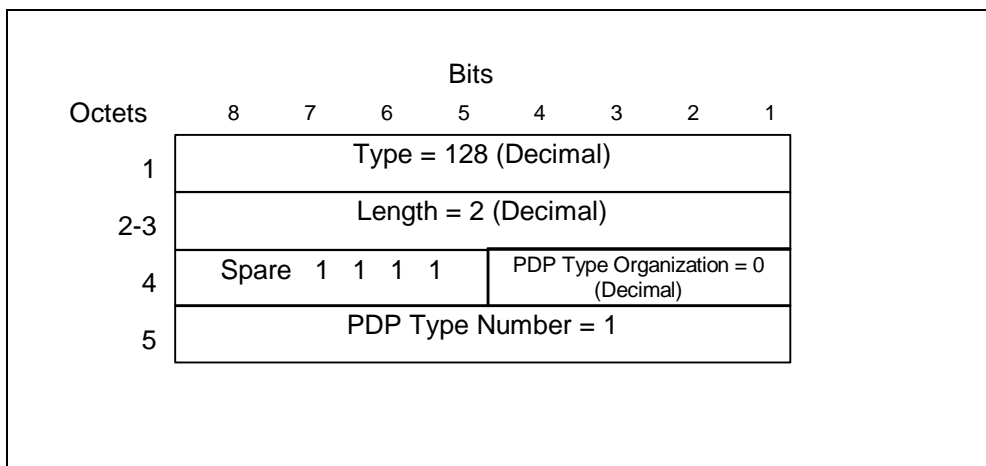 Bits
Octets 8 7 6 5 4 3 2 1
1 Type = 128 (Decimal)
2-3 Length = 2 (Decimal)
4 Spare 1 1 1 1 PDP Type Organization = 0
(Decimal)
5 PDP Type Number = 1